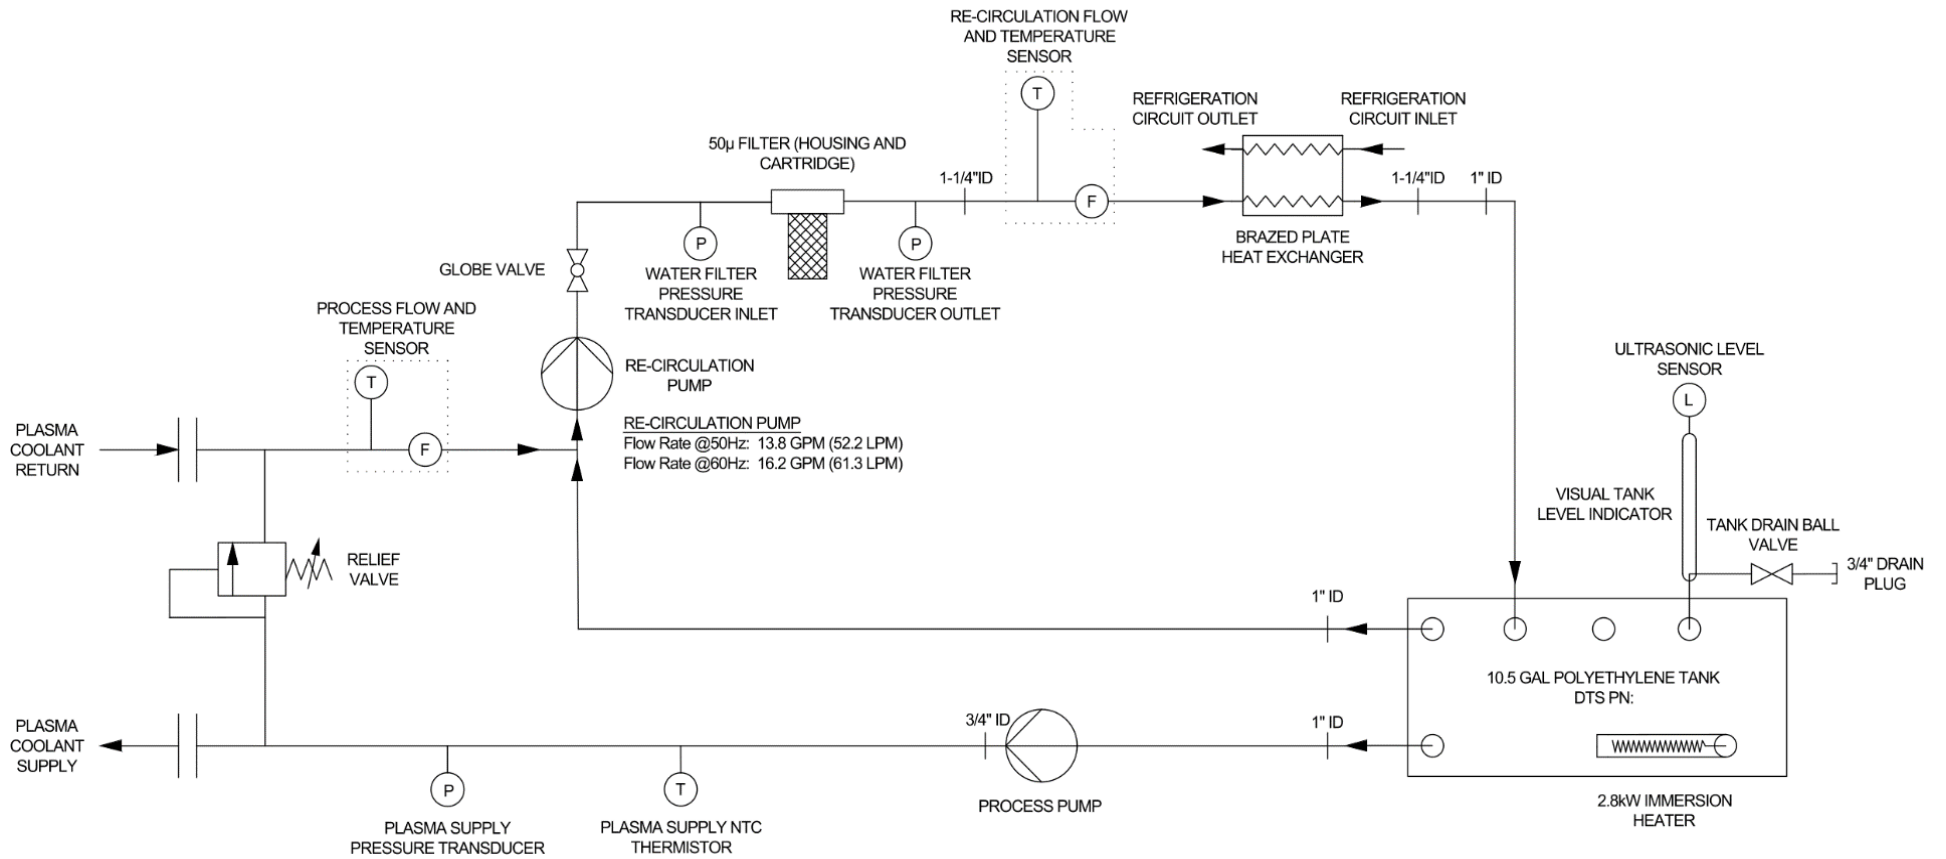 RE-CIRCULATION FLOW
AND TEMPERATURE
SENSOR
T
REFRIGERATION
CIRCUIT OUTLET
REFRIGERATION
CIRCUIT INLET
50µ FILTER (HOUSING AND
CARTRIDGE)
1-1/4"ID
F
1-1/4"ID
1" ID
BRAZED PLATE
HEAT EXCHANGER
P
P
GLOBE VALVE
WATER FILTER
PRESSURE
TRANSDUCER INLET
WATER FILTER
PRESSURE
TRANSDUCER OUTLET
PROCESS FLOW AND
TEMPERATURE
SENSOR
T
RE-CIRCULATION
PUMP
RE-CIRCULATION PUMP
Flow Rate @50Hz: 13.8 GPM (52.2 LPM)
Flow Rate @60Hz: 16.2 GPM (61.3 LPM)
ULTRASONIC LEVEL
SENSOR
L
PLASMA
COOLANT
RETURN
F
VISUAL TANK
LEVEL INDICATOR
TANK DRAIN BALL
VALVE
3/4" DRAIN
PLUG
RELIEF
VALVE
1" ID
10.5 GAL POLYETHYLENE TANK
DTS PN:
PLASMA
COOLANT
SUPPLY
3/4" ID
1" ID
P
T
PROCESS PUMP
2.8kW IMMERSION
HEATER
PLASMA SUPPLY
PRESSURE TRANSDUCER
PLASMA SUPPLY NTC
THERMISTOR